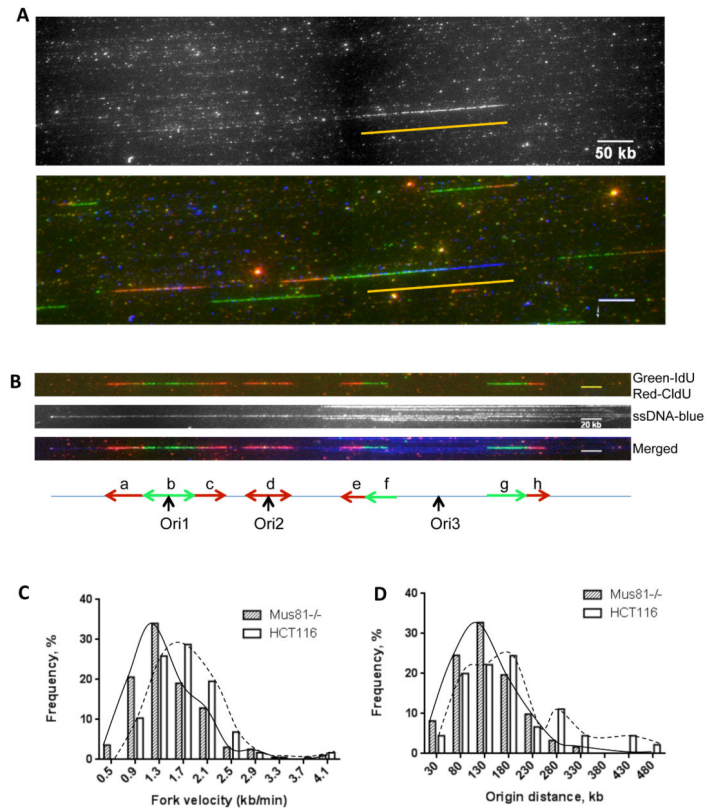 A
50 kb
B
Green-IdU
Red-CldU
ssDNA-blue
20 kb
Merged
a b c d e f g h
Ori1 Ori2 Ori3
C
Mus81-/-
HCT116
Frequency, %
40
30
20
10
0
0.5 0.9 1.3 1.7 2.1 2.5 2.9 3.3 3.7 4.1
Fork velocity (kb/min)
D
Mus81-/-
HCT116
Frequency, %
40
30
20
10
0
30 80 130 180 230 280 330 380 430 480
Origin distance, kb